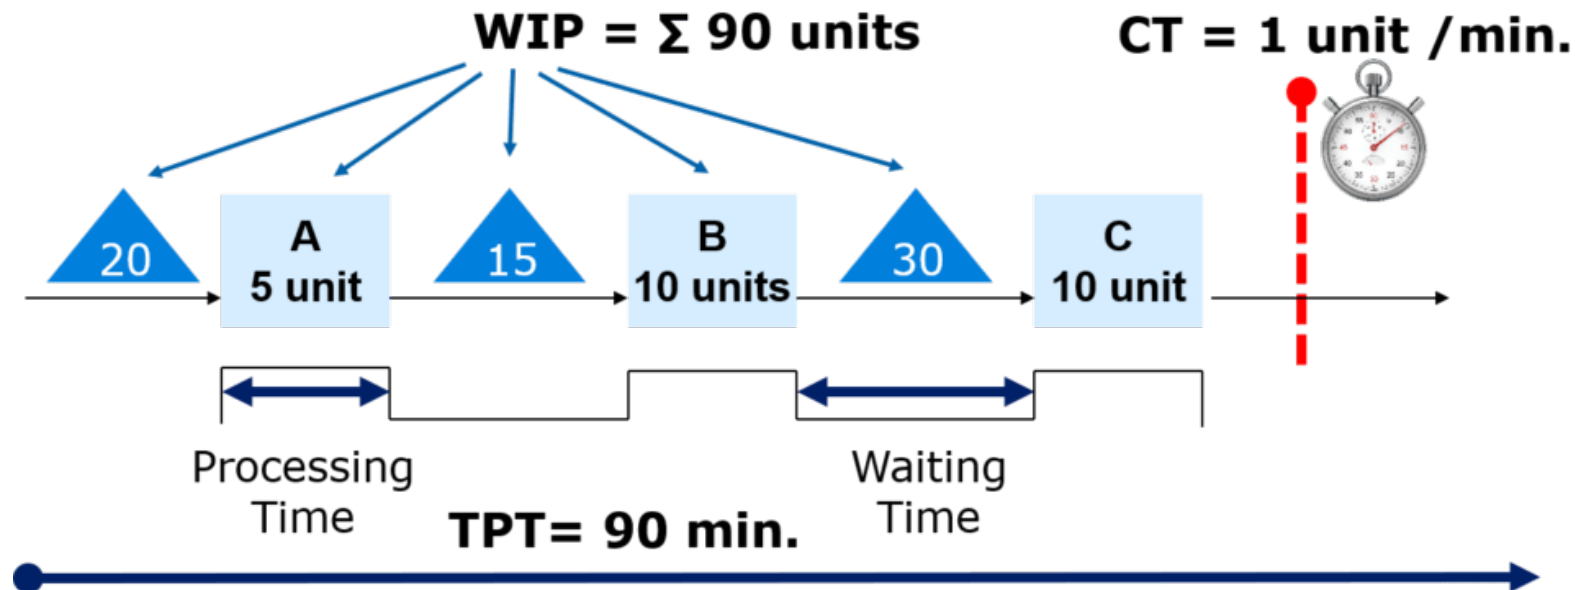 WIP = Σ 90 units
CT = 1 unit /min.
20
A
5 unit
15
B
10 units
30
C
10 unit
Processing
Time
Waiting
Time
TPT= 90 min.